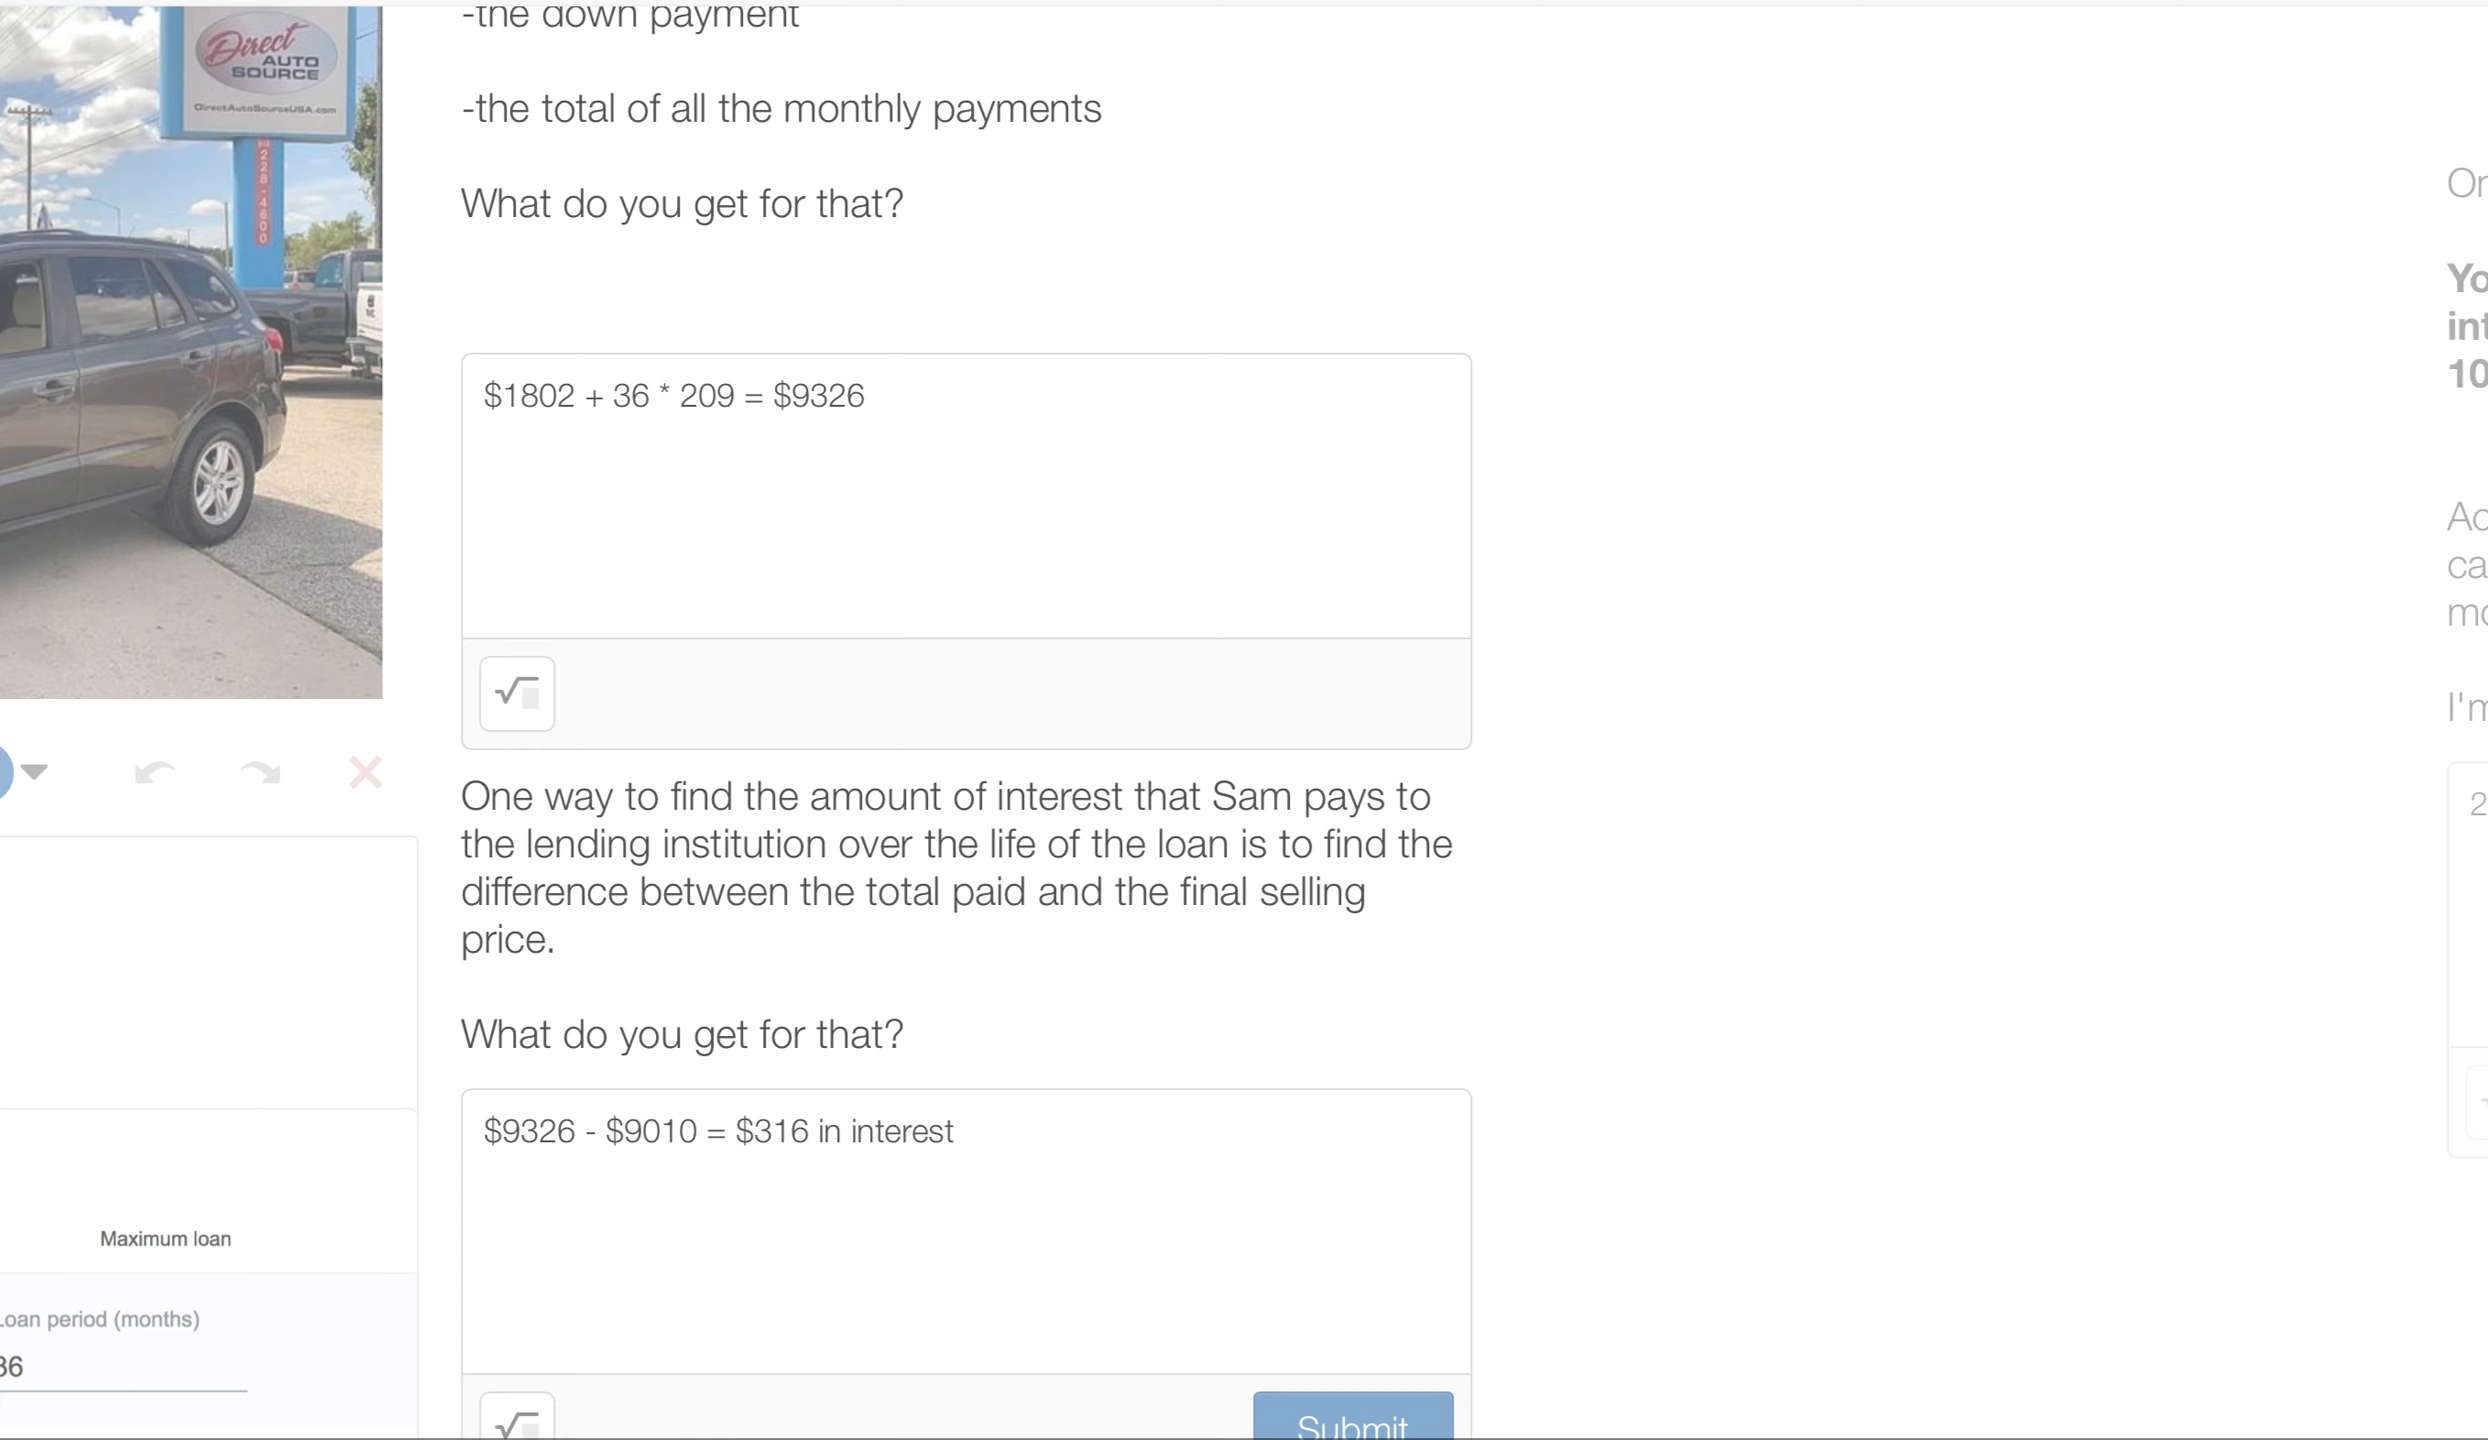 -the down payment
Direct
AUTO
SOURCE
DirectAutoSourceUSA.com
228-4600
-the total of all the monthly payments
What do you get for that?
$1802 + 36 * 209 = $9326
One way to find the amount of interest that Sam pays to
the lending institution over the life of the loan is to find the
difference between the total paid and the final selling
price.
What do you get for that?
$9326 - $9010 = $316 in interest
Submit
Maximum loan
Loan period (months)
36
10
I'm
2